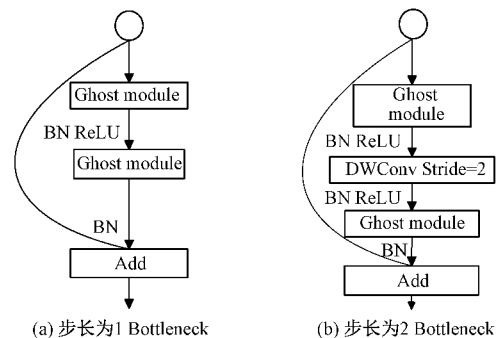 Ghost module
BN ReLU
Ghost module
BN
Add
(a) 步长为1 Bottleneck
Ghost
module
BN ReLU
DWConv Stride=2
BN ReLU
Ghost module
BN
Add
(b) 步长为2 Bottleneck